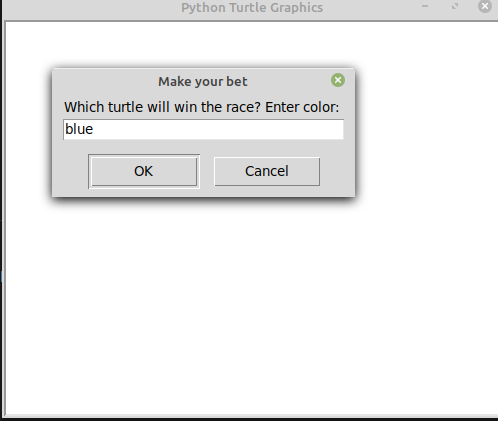 Python Turtle Graphics
Make your bet
Which turtle will win the race? Enter color:
blue
OK Cancel